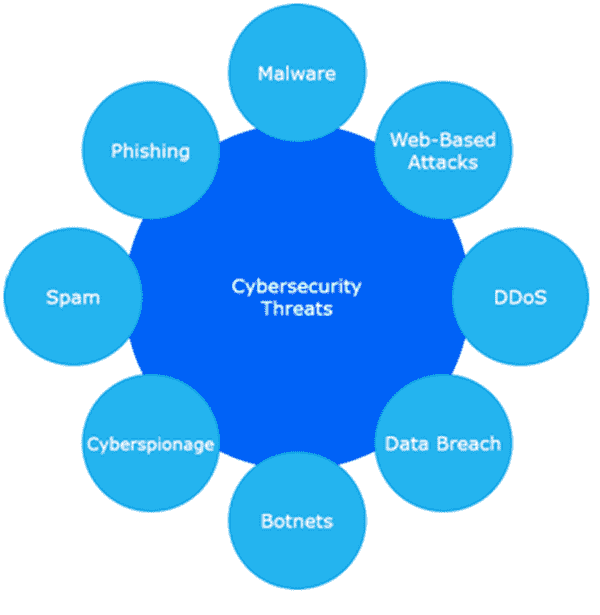 Malware
Web-Based
Attacks
DDoS
Data Breach
Botnets
Cyberspionage
Spam
Phishing
Cybersecurity
Threats